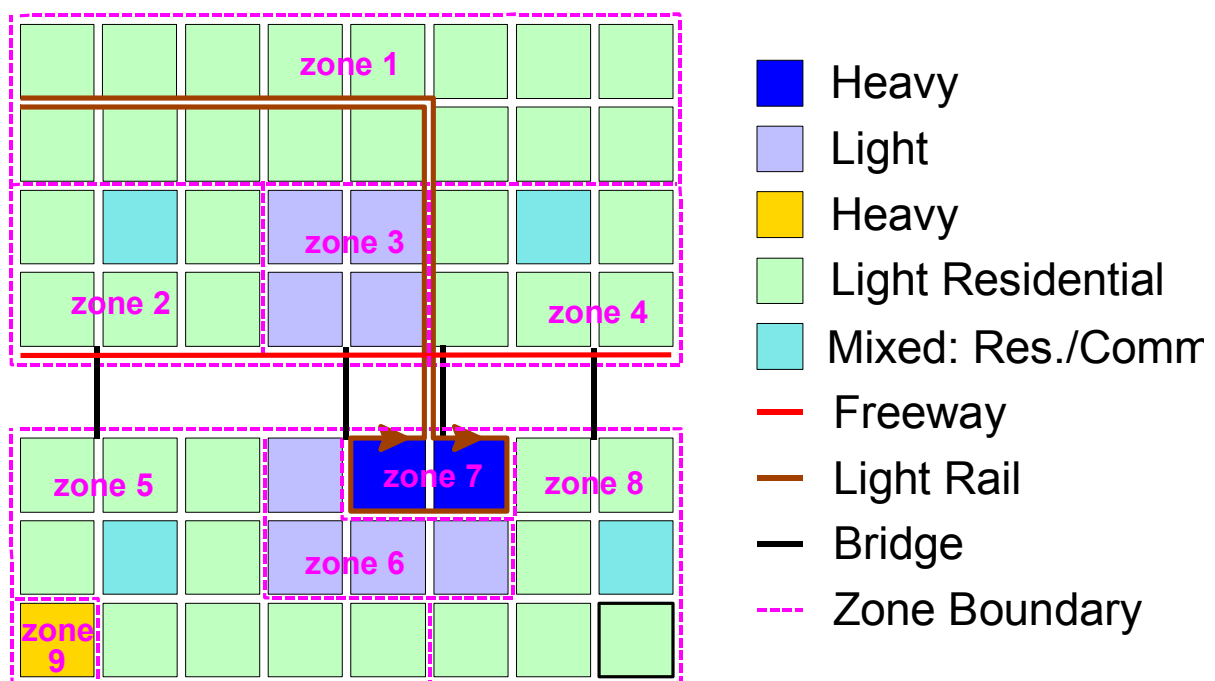 zone 1
zone 3
zone 2
zone 4
zone 5
zone 7
zone 8
zone 6
zone
9
Heavy
Light
Heavy
Light Residential
Mixed: Res./Comm
Freeway
Light Rail
Bridge
Zone Boundary